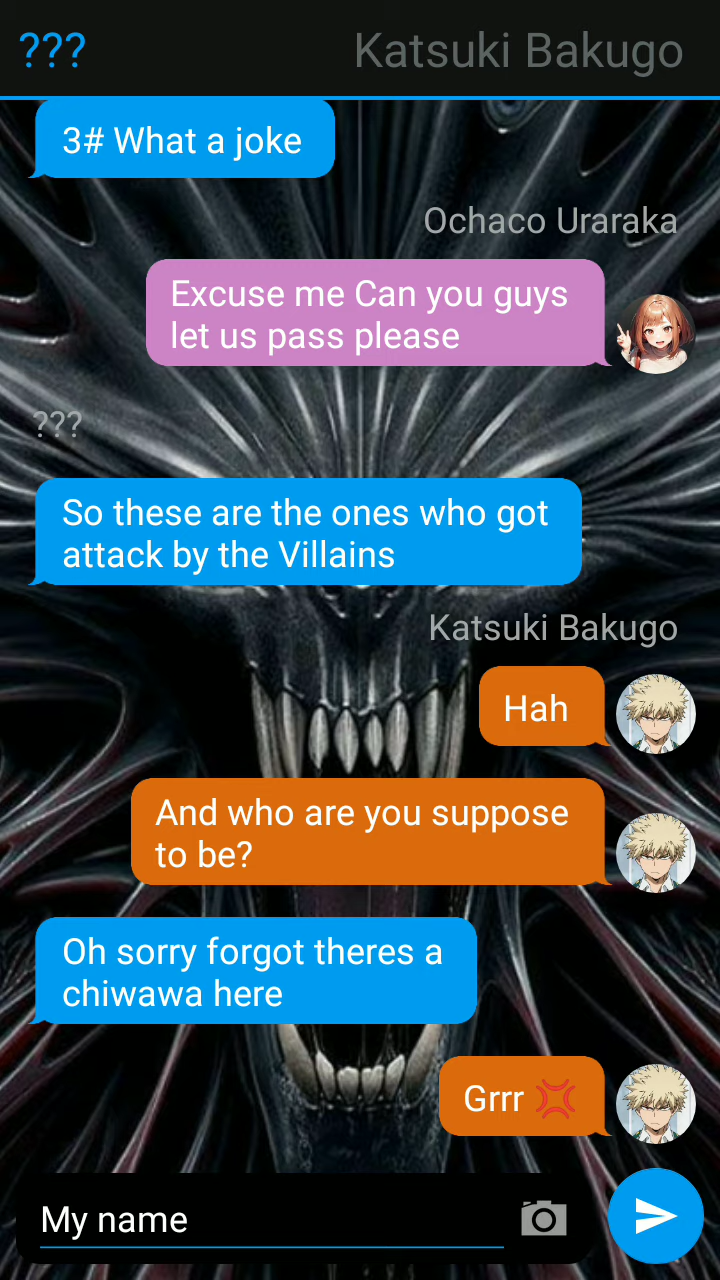 ??? Katsuki Bakugo
3# What a joke
Ochaco Uraraka
Excuse me Can you guys
let us pass please
???
So these are the ones who got
attack by the Villains
Katsuki Bakugo
Hah
And who are you suppose
to be?
Oh sorry forgot theres a
chiwawa here
Grrr 💢
My name